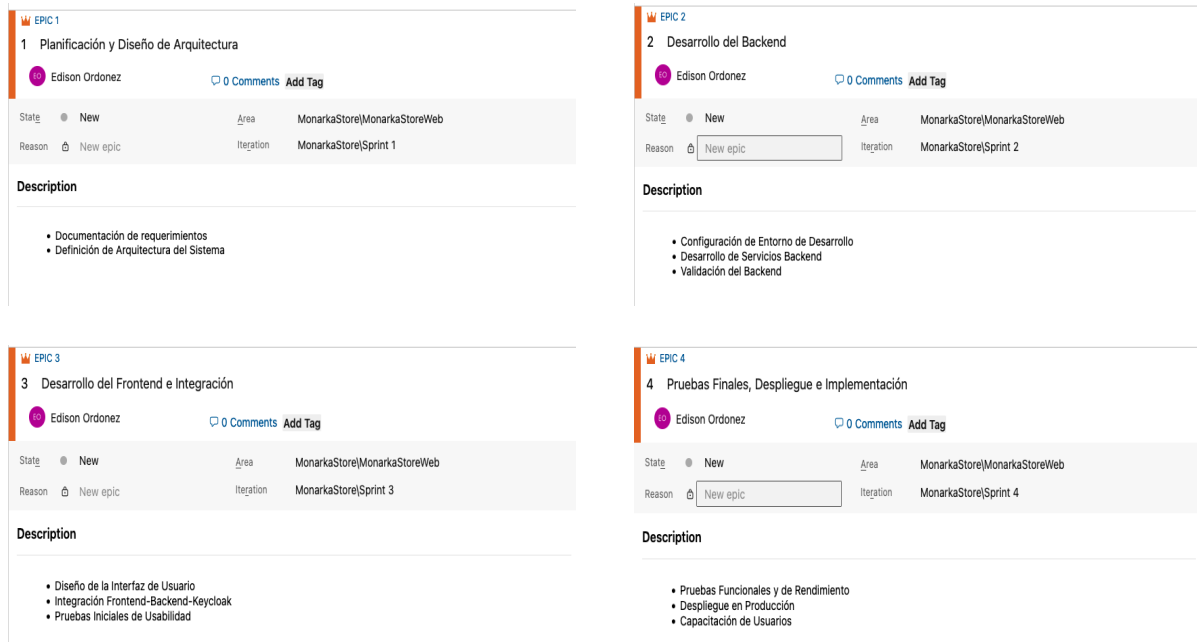 EPIC 1
1 Planificación y Diseño de Arquitectura
EO Edison Ordonez 0 Comments Add Tag
State New Area MonarkaStore\MonarkaStoreWeb
Reason New epic Iteration MonarkaStore\Sprint 1
Description
Documentación de requerimientos
Definición de Arquitectura del Sistema
EPIC 2
2 Desarrollo del Backend
EO Edison Ordonez 0 Comments Add Tag
State New Area MonarkaStore\MonarkaStoreWeb
Reason New epic Iteration MonarkaStore\Sprint 2
Description
Configuración de Entorno de Desarrollo
Desarrollo de Servicios Backend
Validación del Backend
EPIC 3
3 Desarrollo del Frontend e Integración
EO Edison Ordonez 0 Comments Add Tag
State New Area MonarkaStore\MonarkaStoreWeb
Reason New epic Iteration MonarkaStore\Sprint 3
Description
Diseño de la Interfaz de Usuario
Integración Frontend-Backend-Keycloak
Pruebas Iniciales de Usabilidad
EPIC 4
4 Pruebas Finales, Despliegue e Implementación
EO Edison Ordonez 0 Comments Add Tag
State New Area MonarkaStore\MonarkaStoreWeb
Reason New epic Iteration MonarkaStore\Sprint 4
Description
Pruebas Funcionales y de Rendimiento
Despliegue en Producción
Capacitación de Usuarios